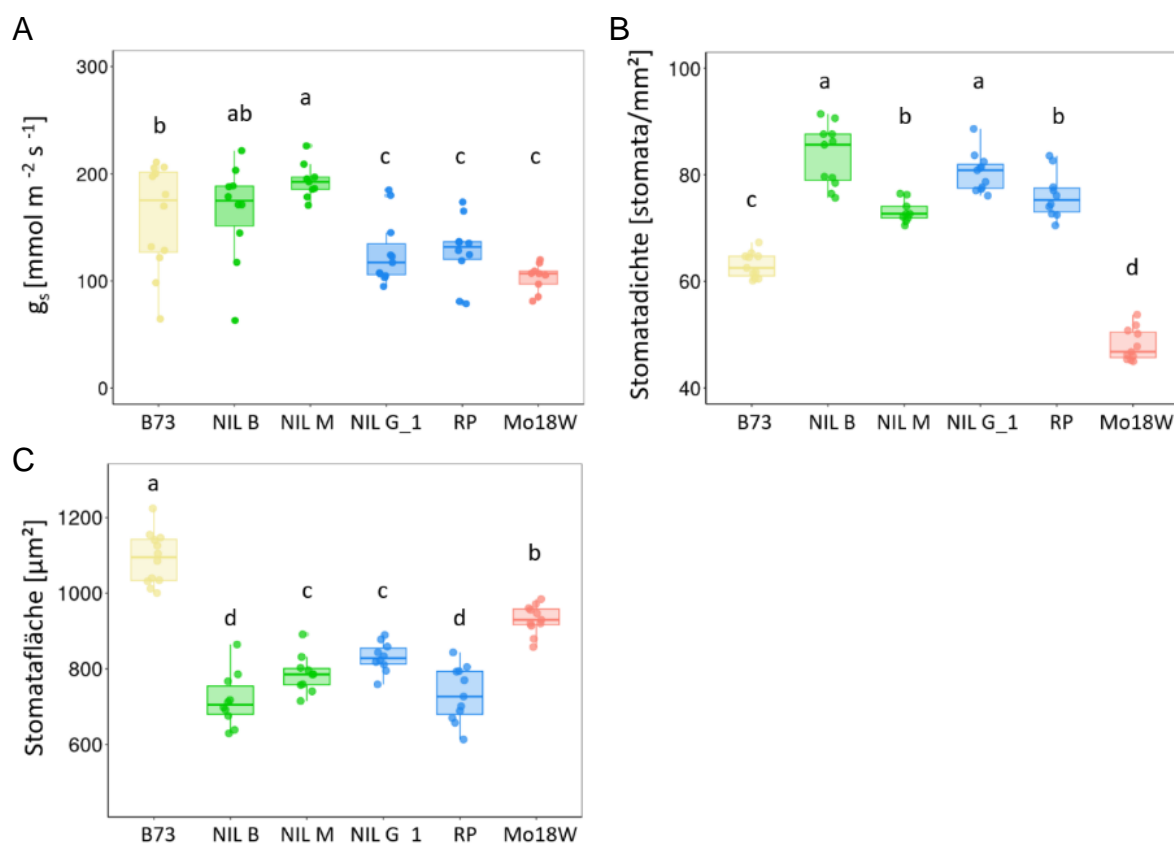 A
gₛ [mmol m ⁻² s ⁻¹]
300
200
100
0
b
ab
a
c
c
c
B73
NIL B
NIL M
NIL G_1
RP
Mo18W
B
Stomatadichte [stomata/mm²]
100
80
60
40
c
a
b
a
b
d
B73
NIL B
NIL M
NIL G_1
RP
Mo18W
C
Stomatafläche [µm²]
1200
1000
800
600
a
d
c
c
d
b
B73
NIL B
NIL M
NIL G 1
RP
Mo18W